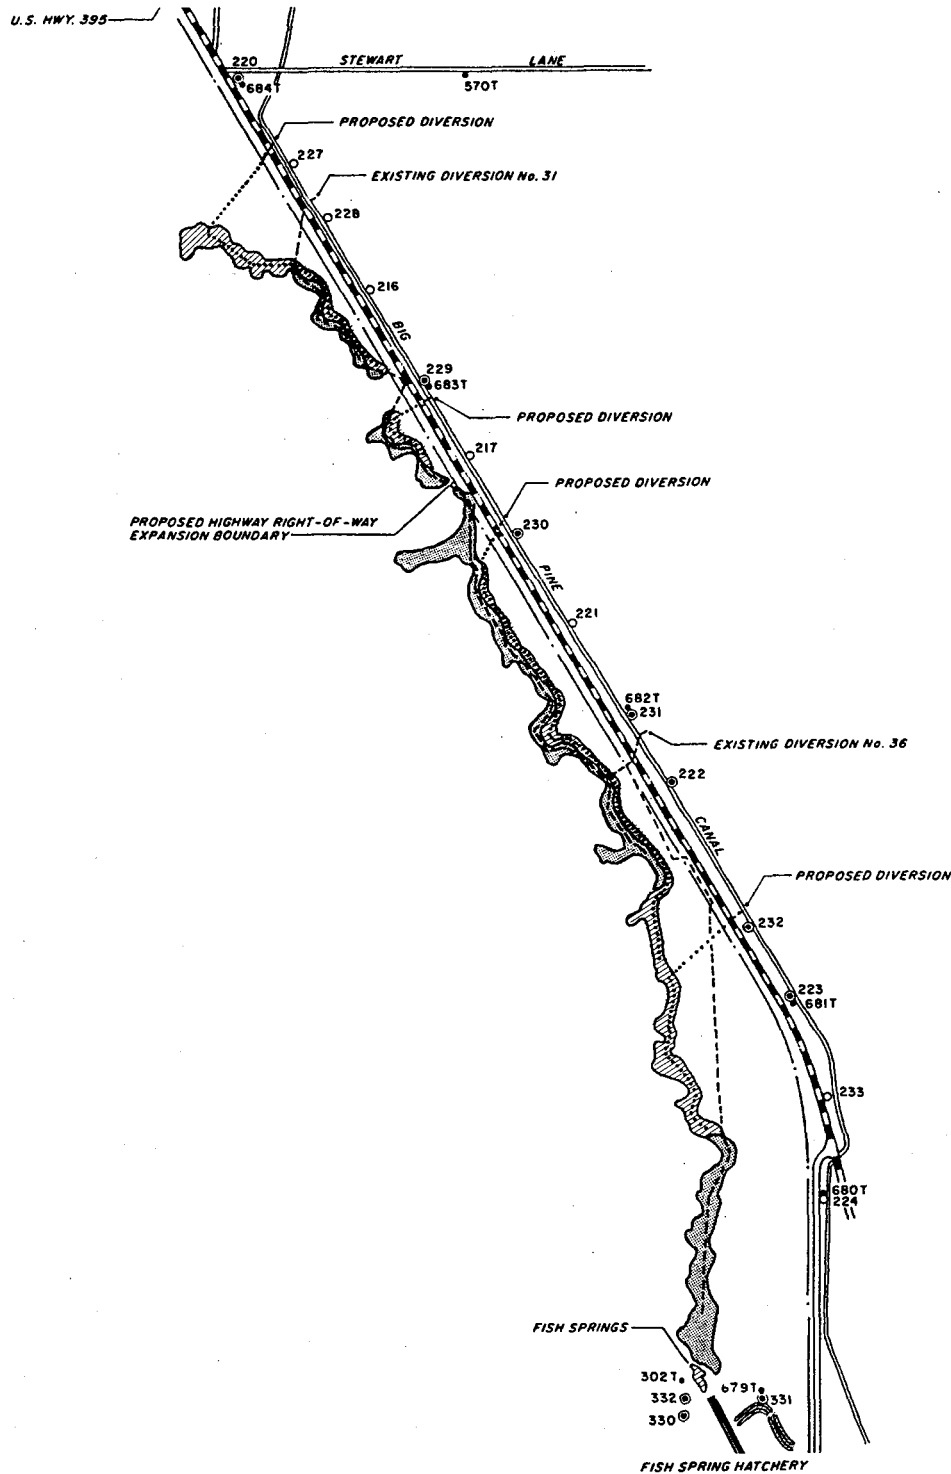 U.S. HWY. 395
STEWART LANE
220
684T
570T
PROPOSED DIVERSION
227
EXISTING DIVERSION No. 31
228
216
BIG
229
683T
PROPOSED DIVERSION
217
PROPOSED DIVERSION
PROPOSED HIGHWAY RIGHT-OF-WAY
EXPANSION BOUNDARY
230
PINE
221
682T
231
EXISTING DIVERSION No. 36
222
CANAL
PROPOSED DIVERSION
232
223
681T
233
680T
224
FISH SPRINGS
302T
679T
332
331
330
FISH SPRING HATCHERY